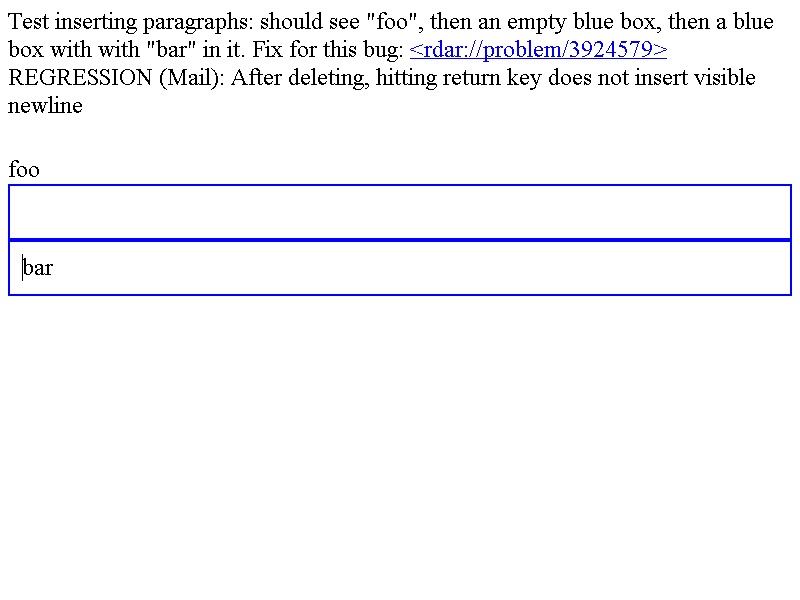 Test inserting paragraphs: should see "foo", then an empty blue box, then a blue
box with with "bar" in it. Fix for this bug: <rdar://problem/3924579>
REGRESSION (Mail): After deleting, hitting return key does not insert visible
newline
foo
bar